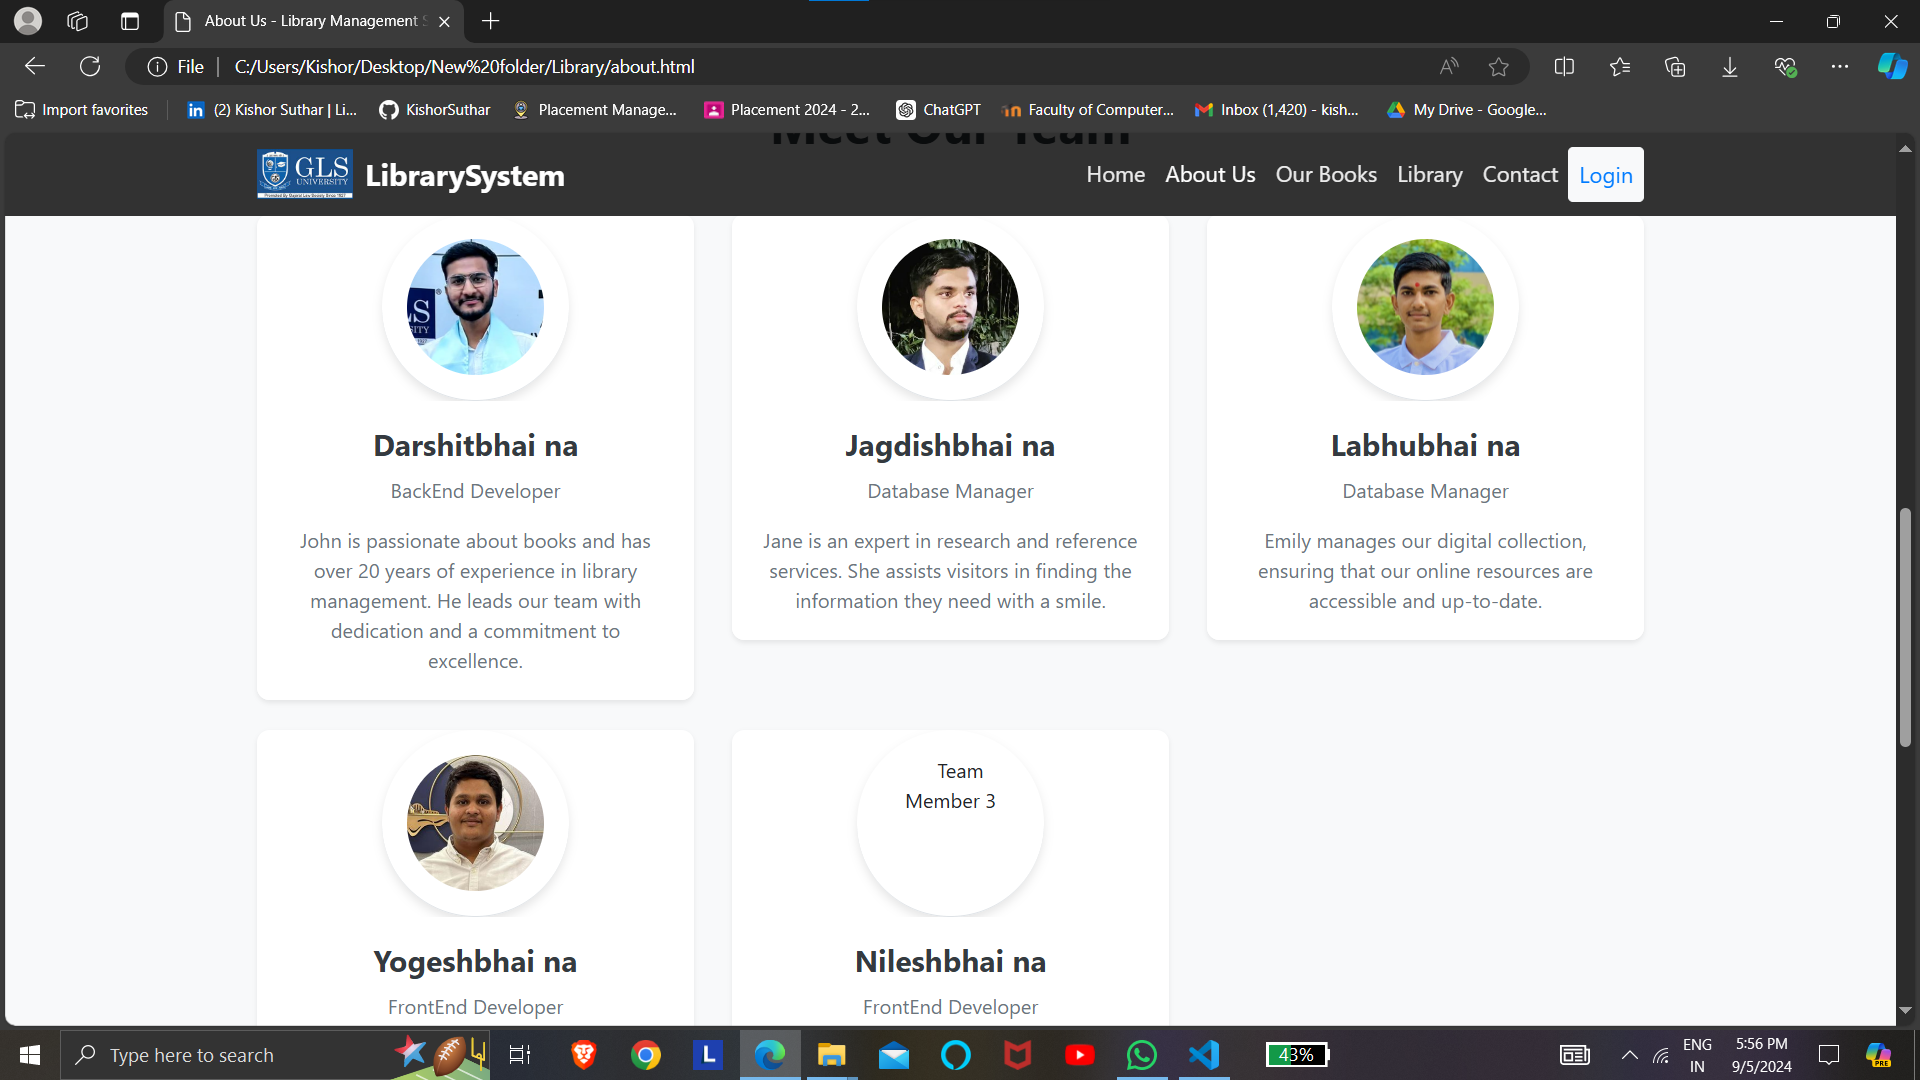 About Us - Library Management S
File
C:/Users/Kishor/Desktop/New%20folder/Library/about.html
Import favorites
(2) Kishor Suthar | Li...
KishorSuthar
Placement Manage...
Placement 2024 - 2...
ChatGPT
Faculty of Computer...
Inbox (1,420) - kish...
My Drive - Google...
Meet Our Team
GLS
UNIVERSITY
LibrarySystem
Home
About Us
Our Books
Library
Contact
Login
Darshitbhai na
BackEnd Developer
John is passionate about books and has
over 20 years of experience in library
management. He leads our team with
dedication and a commitment to
excellence.
Jagdishbhai na
Database Manager
Jane is an expert in research and reference
services. She assists visitors in finding the
information they need with a smile.
Labhubhai na
Database Manager
Emily manages our digital collection,
ensuring that our online resources are
accessible and up-to-date.
Yogeshbhai na
FrontEnd Developer
Team
Member 3
Nileshbhai na
FrontEnd Developer
Type here to search
43%
ENG
IN
5:56 PM
9/5/2024
PRE